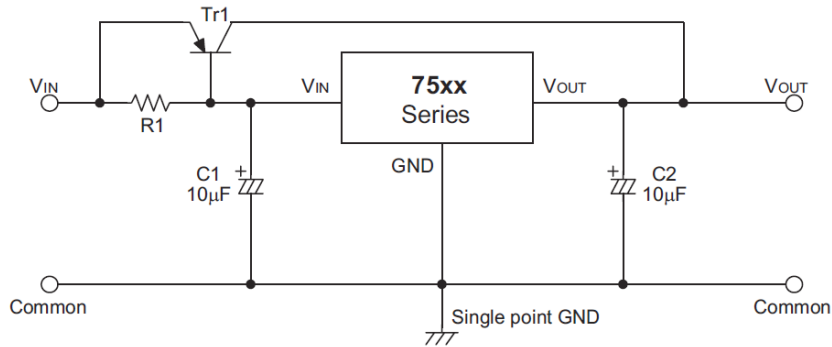 Tr1
VIN
R1
VIN
75xx
Series
VOUT
VOUT
GND
C1
+
10μF
C2
+
10μF
Common
Single point GND
Common